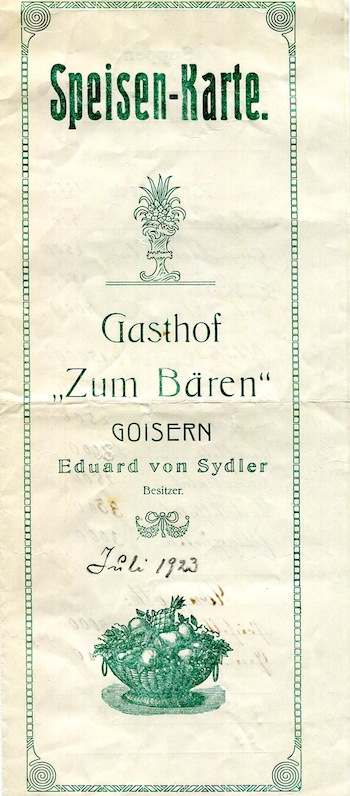 Speisen-Karte.
Gasthof
„Zum Bären“
GOISERN
Eduard von Sydler
Besitzer.
Juli 1923